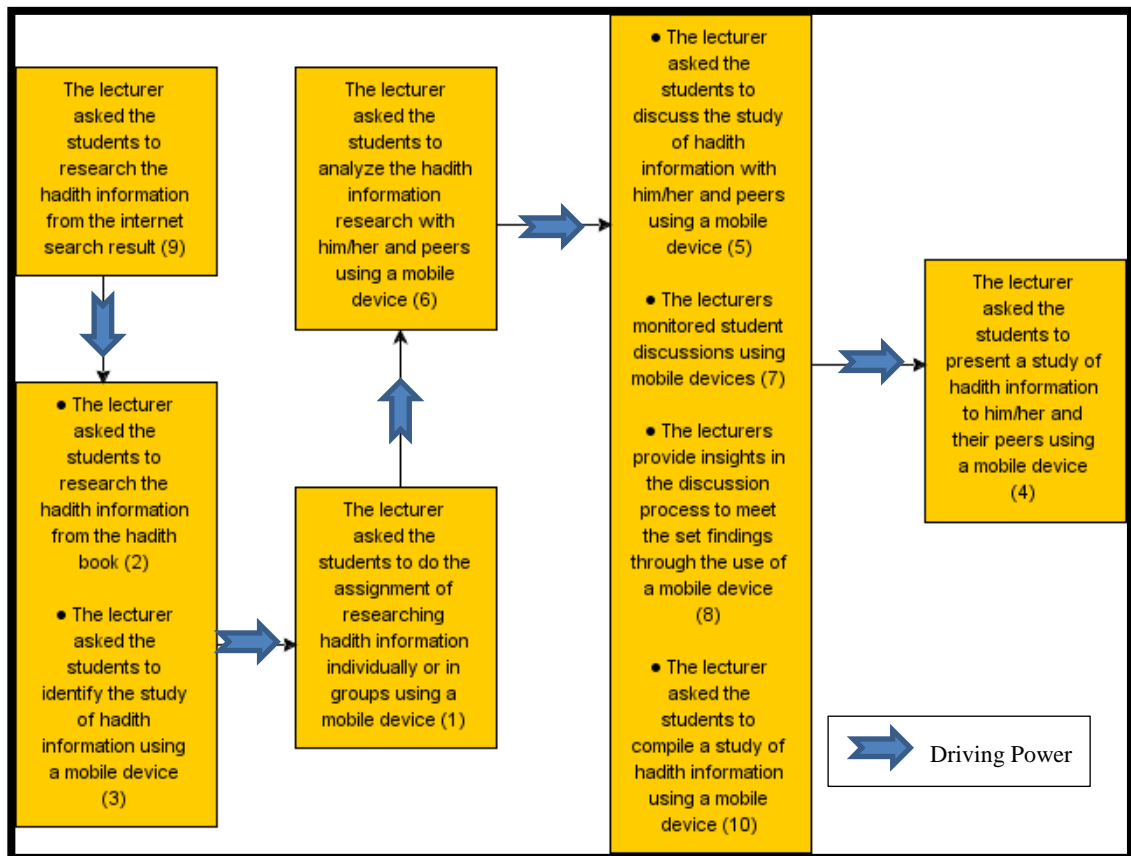 The lecturer
asked the
students to
research the
hadith information
from the internet
search result (9)
● The lecturer
asked the
students to
research the
hadith information
from the hadith
book (2)
● The lecturer
asked the
students to
identify the study
of hadith
information using
a mobile device
(3)
The lecturer
asked the
students to do the
assignment of
researching
hadith information
individually or in
groups using a
mobile device (1)
The lecturer
asked the
students to
analyze the hadith
information
research with
him/her and peers
using a mobile
device (6)
● The lecturer
asked the
students to
discuss the study
of hadith
information with
him/her and peers
using a mobile
device (5)
● The lecturers
monitored student
discussions using
mobile devices (7)
● The lecturers
provide insights in
the discussion
process to meet
the set findings
through the use of
a mobile device
(8)
● The lecturer
asked the
students to
compile a study of
hadith information
using a mobile
device (10)
The lecturer
asked the
students to
present a study of
hadith information
to him/her and
their peers using
a mobile device
(4)
Driving Power